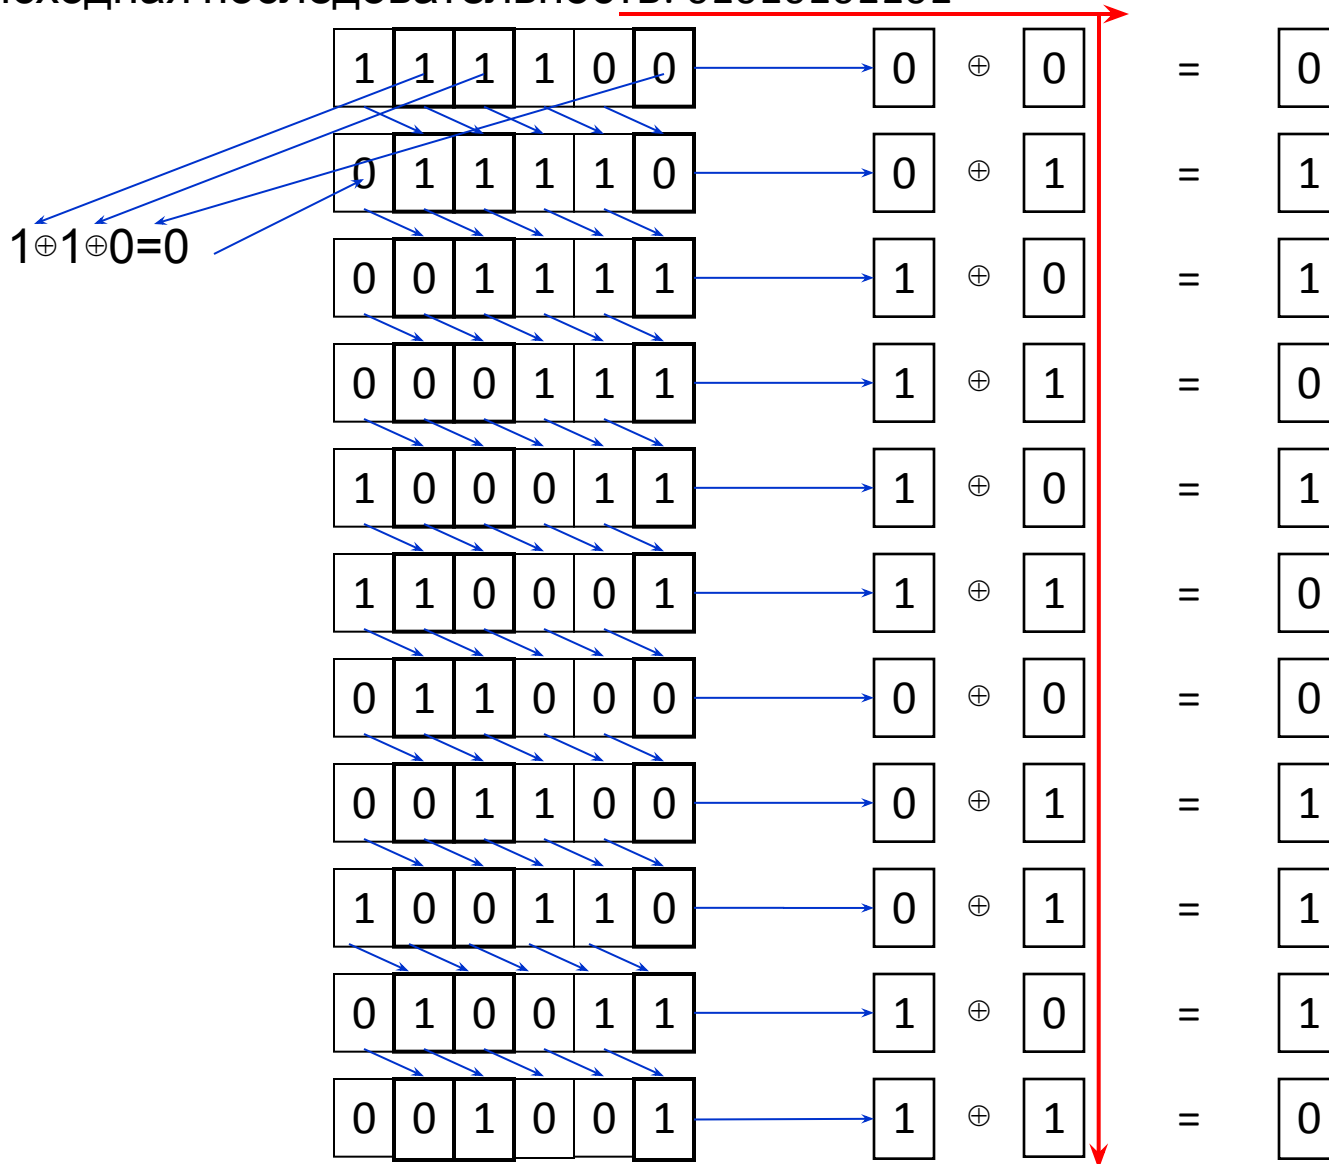 последовательность: 01010101101
1 1 1 1 0 0 0 ⊕ 0 = 0
0 1 1 1 1 0 0 ⊕ 1 = 1
1⊕1⊕0=0
0 0 1 1 1 1 1 ⊕ 0 = 1
0 0 0 1 1 1 1 ⊕ 1 = 0
1 0 0 0 1 1 1 ⊕ 0 = 1
1 1 0 0 0 1 1 ⊕ 1 = 0
0 1 1 0 0 0 0 ⊕ 0 = 0
0 0 1 1 0 0 0 ⊕ 1 = 1
1 0 0 1 1 0 0 ⊕ 1 = 1
0 1 0 0 1 1 1 ⊕ 0 = 1
0 0 1 0 0 1 1 ⊕ 1 = 0